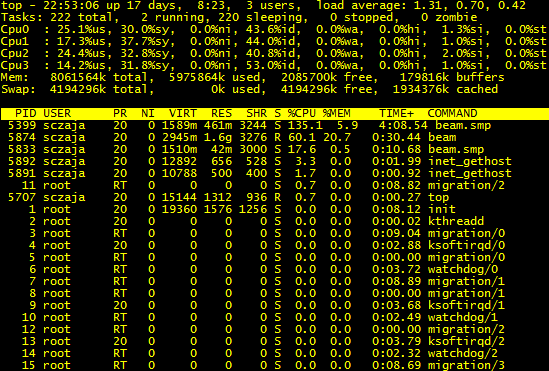 top - 22:53:06 up 17 days,  8:23,  3 users,  load average: 1.31, 0.70, 0.42
Tasks: 222 total,   2 running, 220 sleeping,   0 stopped,   0 zombie
Cpu0  : 25.1%us, 30.0%sy,  0.0%ni, 43.6%id,  0.0%wa,  0.0%hi,  1.3%si,  0.0%st
Cpu1  : 17.3%us, 37.7%sy,  0.0%ni, 44.0%id,  0.0%wa,  0.0%hi,  1.0%si,  0.0%st
Cpu2  : 24.4%us, 32.8%sy,  0.0%ni, 40.8%id,  0.0%wa,  0.0%hi,  2.0%si,  0.0%st
Cpu3  : 14.2%us, 31.8%sy,  0.0%ni, 53.0%id,  0.0%wa,  0.0%hi,  1.0%si,  0.0%st
Mem:   8061564k total,  5975864k used,  2085700k free,   179816k buffers
Swap:  4194296k total,        0k used,  4194296k free,  1934376k cached
PID USER      PR  NI  VIRT  RES  SHR S %CPU %MEM    TIME+  COMMAND
5399 sczaja    20   0 1589m 461m 3244 S 135.1  5.9   4:08.54 beam.smp
5874 sczaja    20   0 2945m 1.6g 3276 R 60.1 20.7   0:30.44 beam
5833 sczaja    20   0 1510m  42m 3000 S 17.6  0.5   0:10.68 beam.smp
5892 sczaja    20   0 12892  656  528 S  3.3  0.0   0:01.99 inet_gethost
5891 sczaja    20   0 10788  500  400 S  1.7  0.0   0:00.92 inet_gethost
11 root      RT   0     0    0    0 S  0.7  0.0   0:08.82 migration/2
5707 sczaja    20   0 15144 1312  936 R  0.7  0.0   0:00.27 top
1 root      20   0 19360 1576 1256 S  0.0  0.0   0:08.12 init
2 root      20   0     0    0    0 S  0.0  0.0   0:00.02 kthreadd
3 root      RT   0     0    0    0 S  0.0  0.0   0:09.04 migration/0
4 root      20   0     0    0    0 S  0.0  0.0   0:02.88 ksoftirqd/0
5 root      RT   0     0    0    0 S  0.0  0.0   0:00.00 migration/0
6 root      RT   0     0    0    0 S  0.0  0.0   0:03.72 watchdog/0
7 root      RT   0     0    0    0 S  0.0  0.0   0:08.89 migration/1
8 root      RT   0     0    0    0 S  0.0  0.0   0:00.00 migration/1
9 root      20   0     0    0    0 S  0.0  0.0   0:03.68 ksoftirqd/1
10 root      RT   0     0    0    0 S  0.0  0.0   0:02.49 watchdog/1
12 root      RT   0     0    0    0 S  0.0  0.0   0:00.00 migration/2
13 root      20   0     0    0    0 S  0.0  0.0   0:03.79 ksoftirqd/2
14 root      RT   0     0    0    0 S  0.0  0.0   0:02.32 watchdog/2
15 root      RT   0     0    0    0 S  0.0  0.0   0:08.69 migration/3